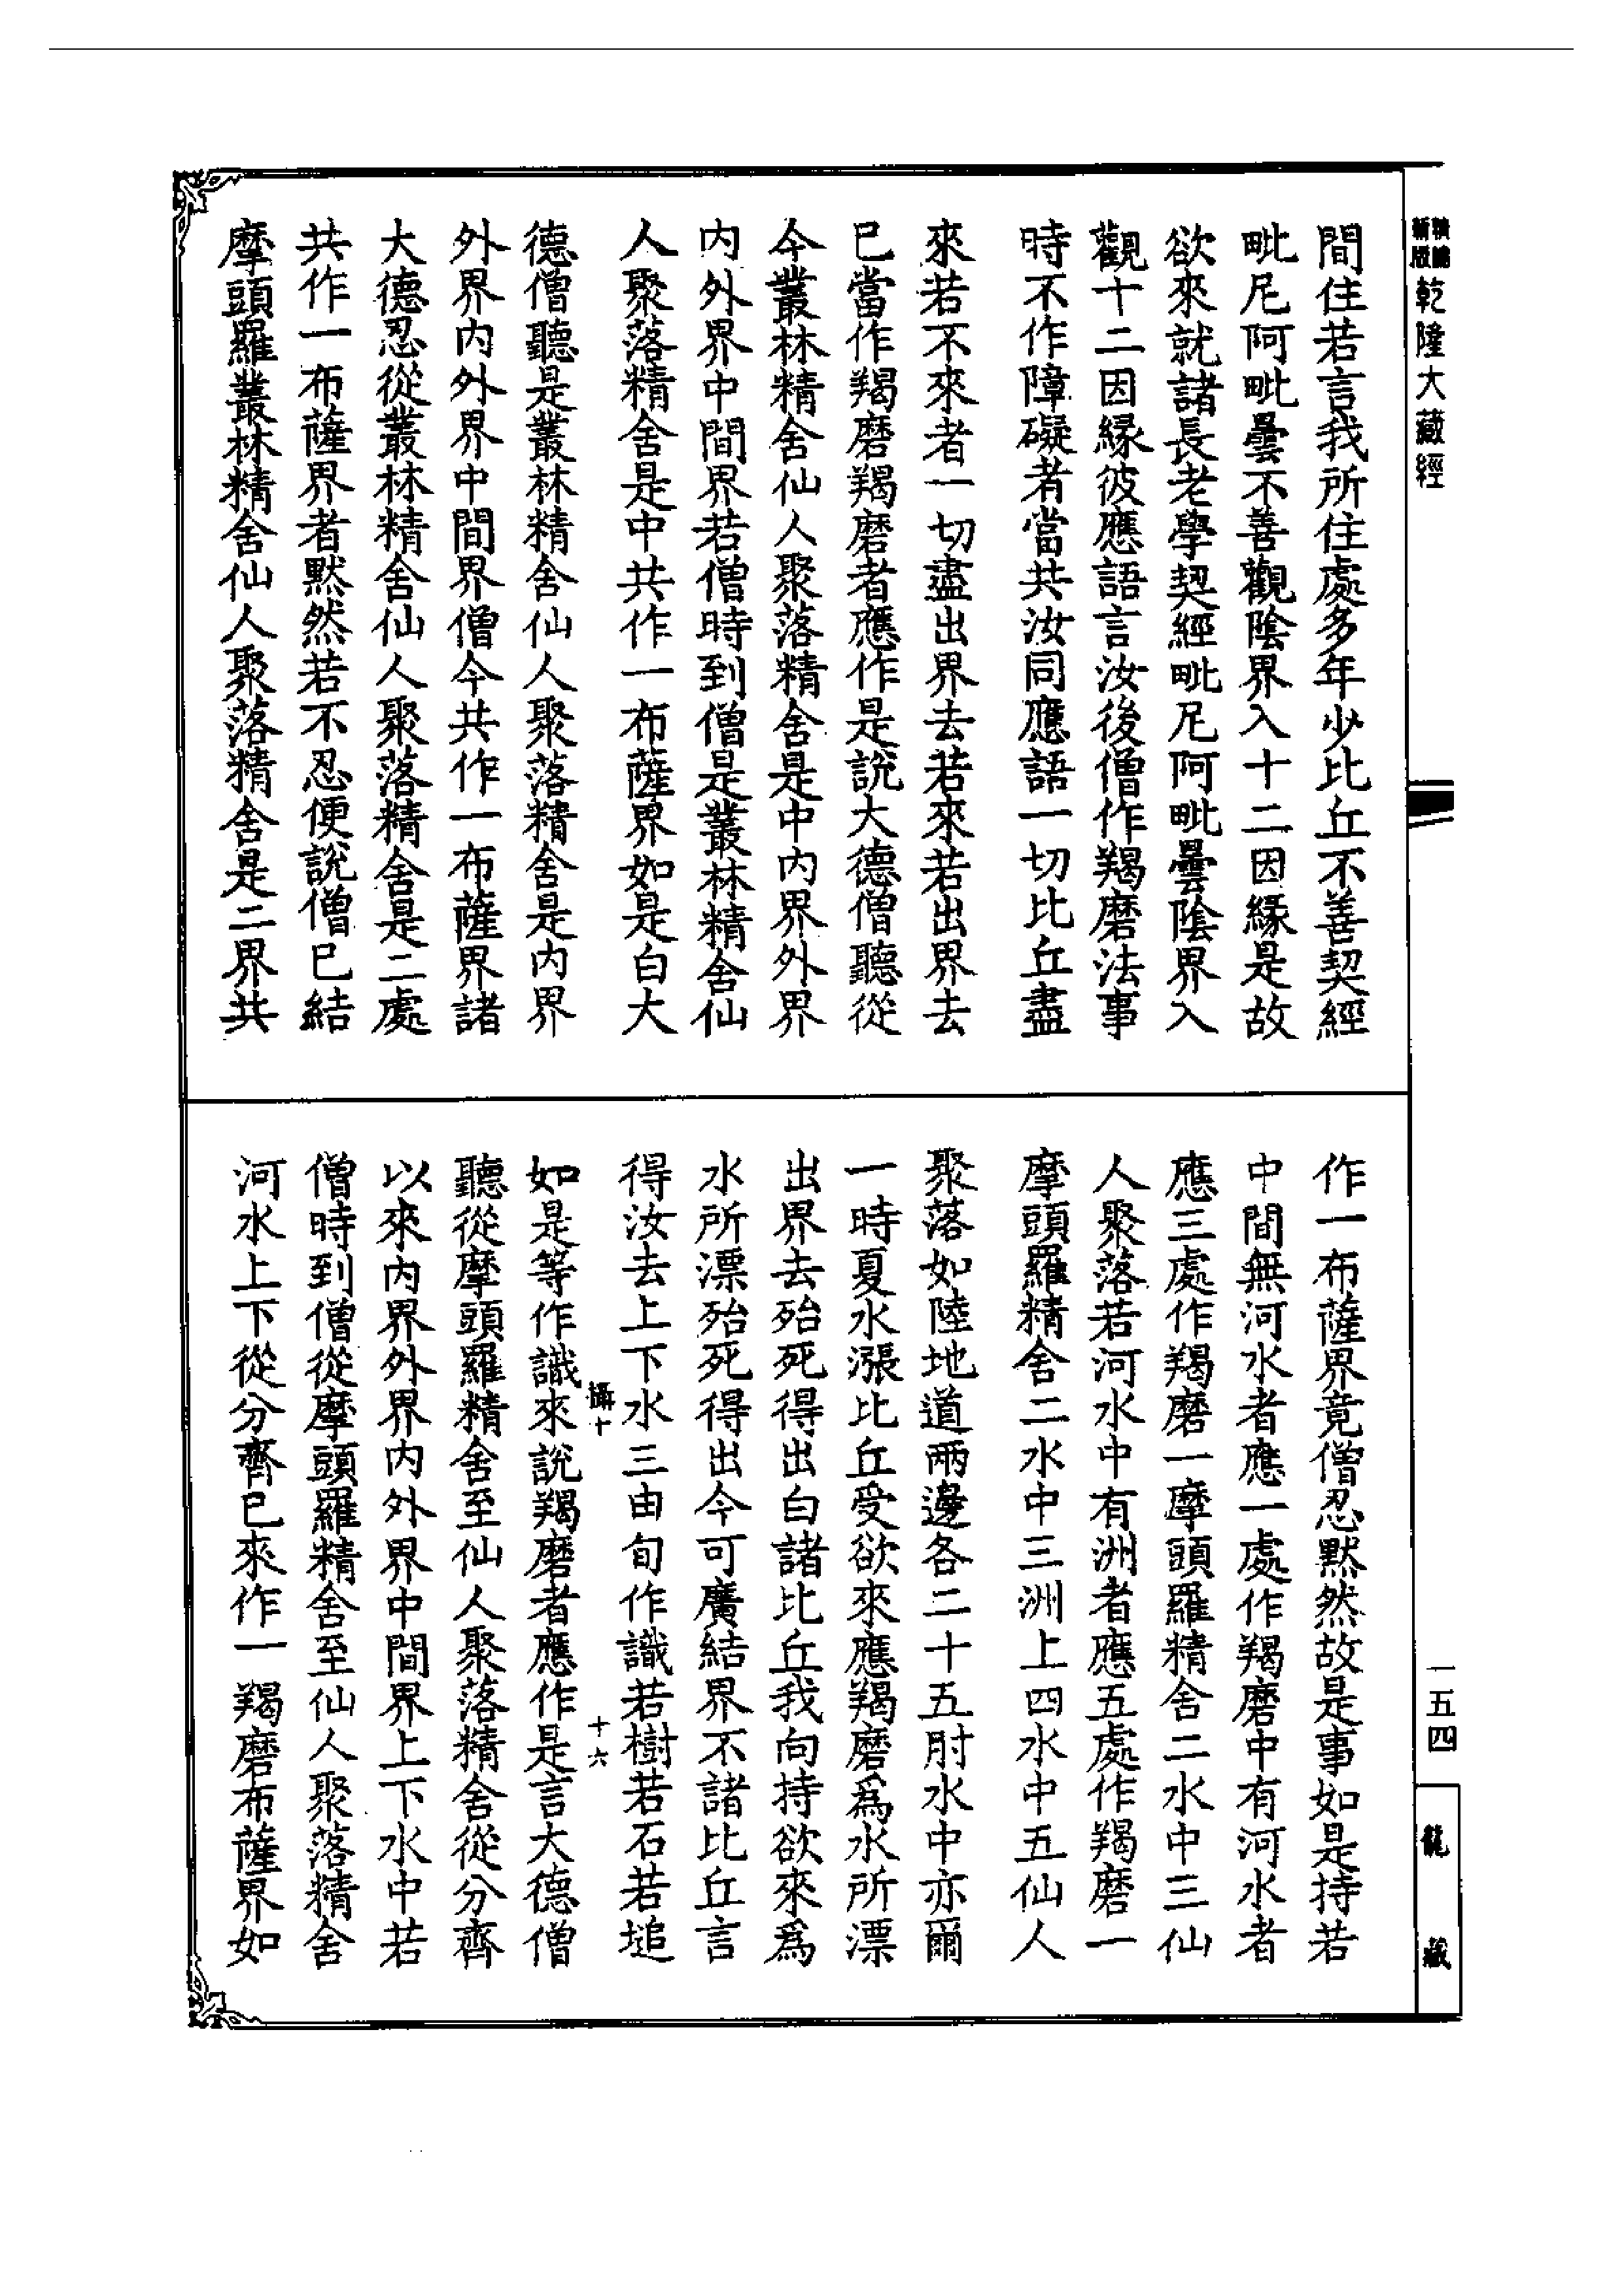 新版精縮乾隆大藏經
一五四
龍藏
間住若言我所住處多年少比丘不善契經
毗尼阿毗曇不善觀陰界入十二因緣是故
欲來就諸長老學契經毗尼阿毗曇陰界入
觀十二因緣彼應語言汝後僧作羯磨法事
時不作障礙者當共汝同應語一切比丘盡
來若不來者一切盡出界去若來若出界去
已當作羯磨羯磨者應作是說大德僧聽從
今叢林精舍仙人聚落精舍是中內界外界
內外界中間界若僧時到僧是叢林精舍仙
人聚落精舍是中共作一布薩界如是白大
德僧聽是叢林精舍仙人聚落精舍是內界
外界內外界中間界僧今共作一布薩界諸
大德忍從叢林精舍仙人聚落精舍是二處
共作一布薩界者默然若不忍便說僧已結
摩頭羅叢林精舍仙人聚落精舍是二界共
作一布薩界竟僧忍默然故是事如是持若
中間無河水者應一處作羯磨中有河水者
應三處作羯磨一摩頭羅精舍二水中三仙
人聚落若河水中有洲者應五處作羯磨一
摩頭羅精舍二水中三洲上四水中五仙人
聚落如陸地道兩邊各二十五肘水中亦爾
一時夏水漲比丘受欲來應羯磨爲水所漂
出界去殆死得出白諸比丘我向持欲來爲
水所漂殆死得出今可廣結界不諸比丘言
得汝去上下水三由旬作識若樹若石若塠
攝十
十六
如是等作識來說羯磨者應作是言大德僧
聽從摩頭羅精舍至仙人聚落精舍從分齊
以來內界外界內外界中間界上下水中若
僧時到僧從摩頭羅精舍至仙人聚落精舍
河水上下從分齊已來作一羯磨布薩界如